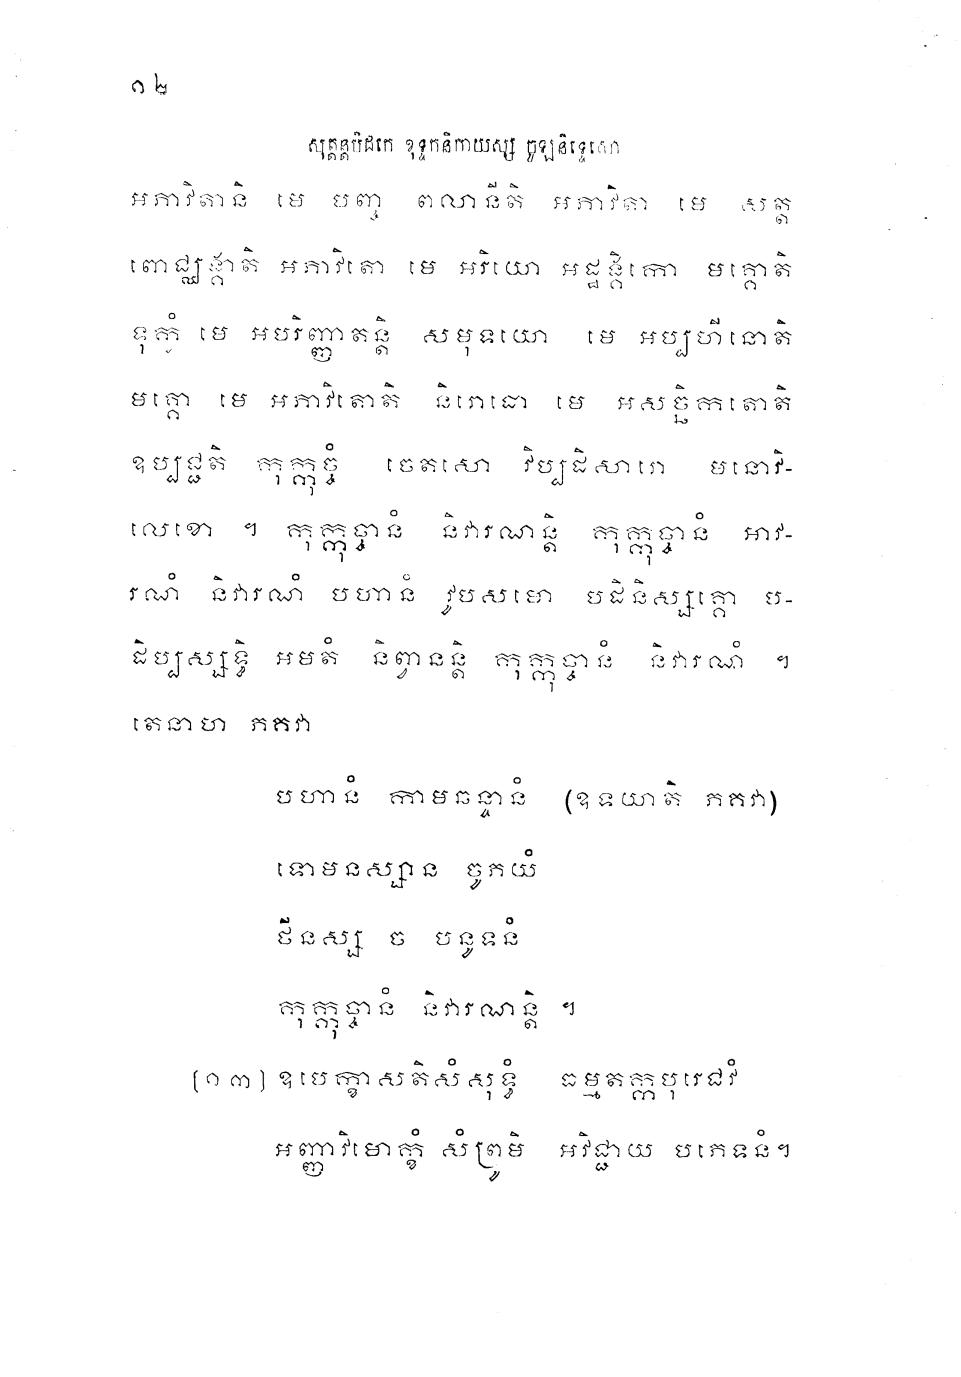 ១២
សុត្តន្តបិដកេ ខុទ្ទកនិកាយស្ស ចូឡនិទ្ទេសោ
អភាវិតានិ មេ បញ្ច ពលានីតិ អភាវិតា មេ សត្ត
ពោជ្ឈង្គាតិ អភាវិតោ មេ អរិយោ អដ្ឋង្គិកោ មគ្គោតិ
ទុក្ខំ មេ អបរិញ្ញាតន្តិ សមុទយោ មេ អប្បហីនោតិ
មគ្គោ មេ អភាវិតោតិ និរោធោ មេ អសច្ឆិកតោតិ
ឧប្បជ្ជតិ កុក្កុច្ចំ ចេតសោ វិប្បដិសារោ មនោវិ-
លេខោ ។ កុក្កុច្ចានំ និវារណន្តិ កុក្កុច្ចានំ អាវ-
រណំ និវារណំ បហានំ វូបសមោ បដិនិស្សគ្គោ ប-
ដិប្បស្សទ្ធិ អមតំ និព្វានន្តិ កុក្កុច្ចានំ និវារណំ ។
តេនាហ ភគវា
បហានំ កាមឆន្ទានំ (ឧទយាតិ ភគវា)
ទោមនស្សាន ចូភយំ
ថីនស្ស ច បនូទនំ
កុក្កុច្ចានំ និវារណន្តិ ។
(១៣) ឧបេក្ខាសតិសំសុទ្ធំ ធម្មតក្កបុរេជវំ
អញ្ញាវិមោក្ខំ សំព្រូមិ អវិជ្ជាយ បភេទនំ។